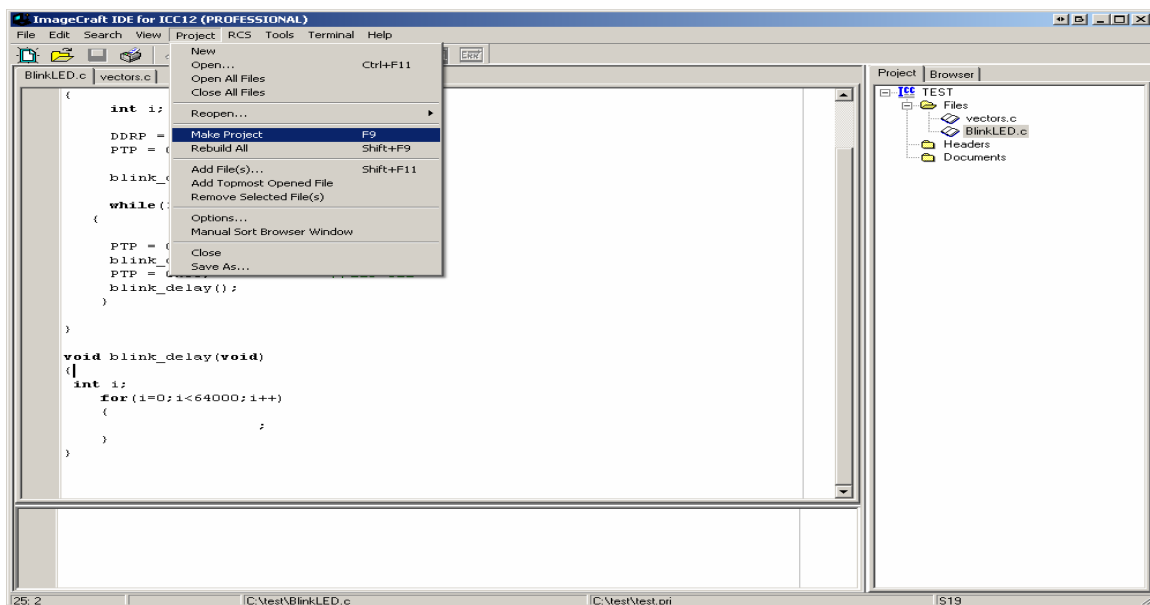 ImageCraft IDE for ICC12 (PROFESSIONAL)
File Edit Search View Project RCS Tools Terminal Help
BlinkLED.c vectors.c
New
Open... Ctrl+F11
Open All Files
Close All Files
Reopen...
Make Project F9
Rebuild All Shift+F9
Add File(s)... Shift+F11
Add Topmost Opened File
Remove Selected File(s)
Options...
Manual Sort Browser Window
Close
Save As...
{
int i;
DDRP =
PTP =
while(
{
PTP =
PTP =
blink_delay();
}
}
void blink_delay(void)
{
int i;
for(i=0;i<64000;i++)
{
;
}
}
Project Browser
TEST
Files
vectors.c
BlinkLED.c
Headers
Documents
25: 2 C:\test\BlinkLED.c C:\test\test.prj S19